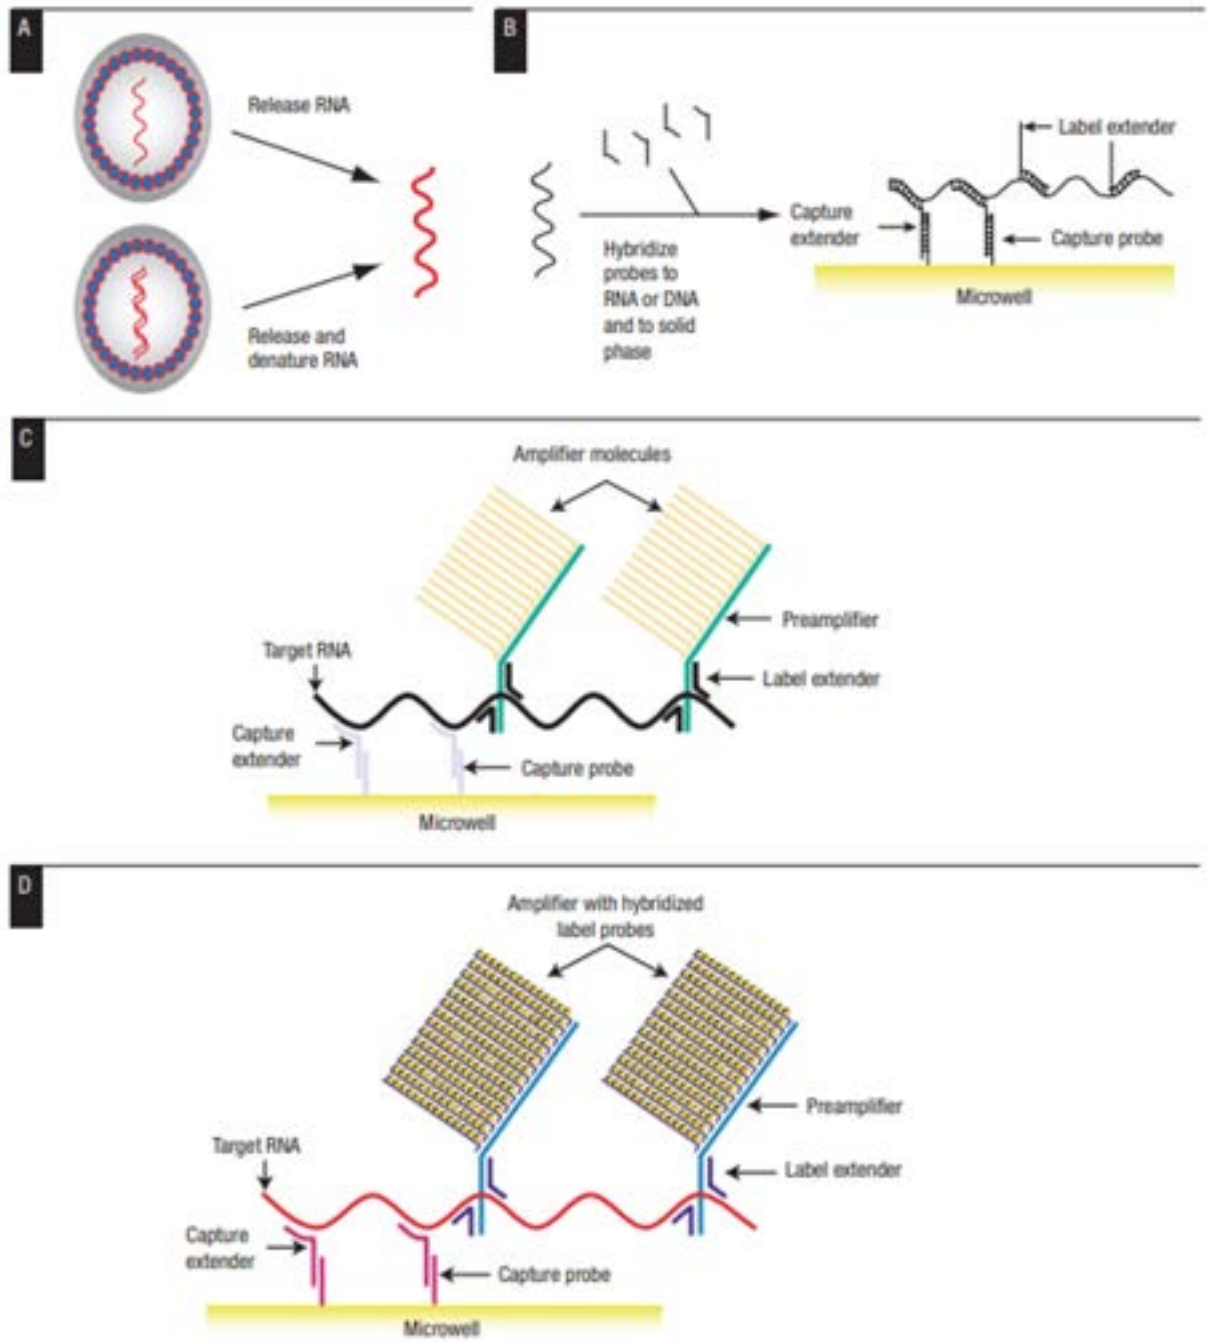 A
Release RNA
Release and
denature RNA
B
Hybridize
probes to
RNA or DNA
and to solid
phase
Label extender
Capture
extender
Capture probe
Microwell
C
Amplifier molecules
Preamplifier
Target RNA
Label extender
Capture
extender
Capture probe
Microwell
D
Amplifier with hybridized
label probes
Preamplifier
Target RNA
Label extender
Capture
extender
Capture probe
Microwell